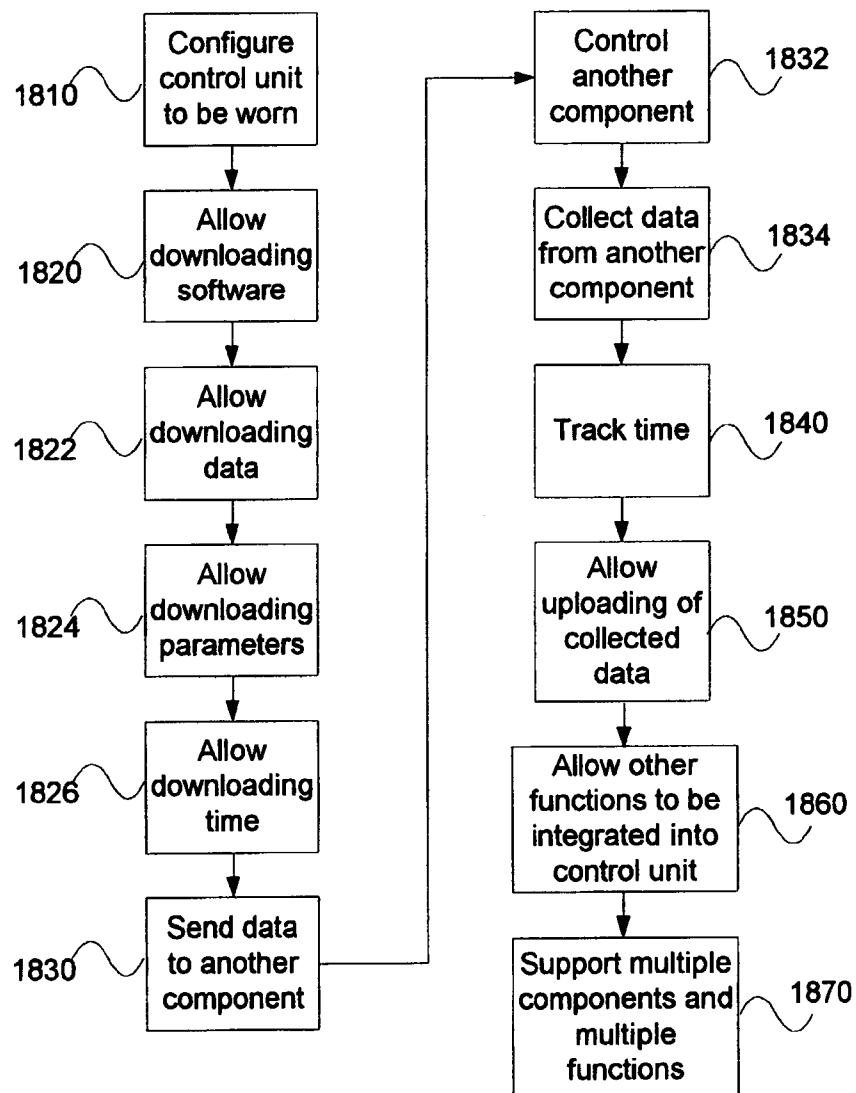 1810
Configure
control unit
to be worn
1820
Allow
downloading
software
1822
Allow
downloading
data
1824
Allow
downloading
parameters
1826
Allow
downloading
time
1830
Send data
to another
component
Control
another
component
1832
Collect data
from another
component
1834
Track time
1840
Allow
uploading of
collected
data
1850
Allow other
functions to be
integrated into
control unit
1860
Support multiple
components and
multiple
functions
1870